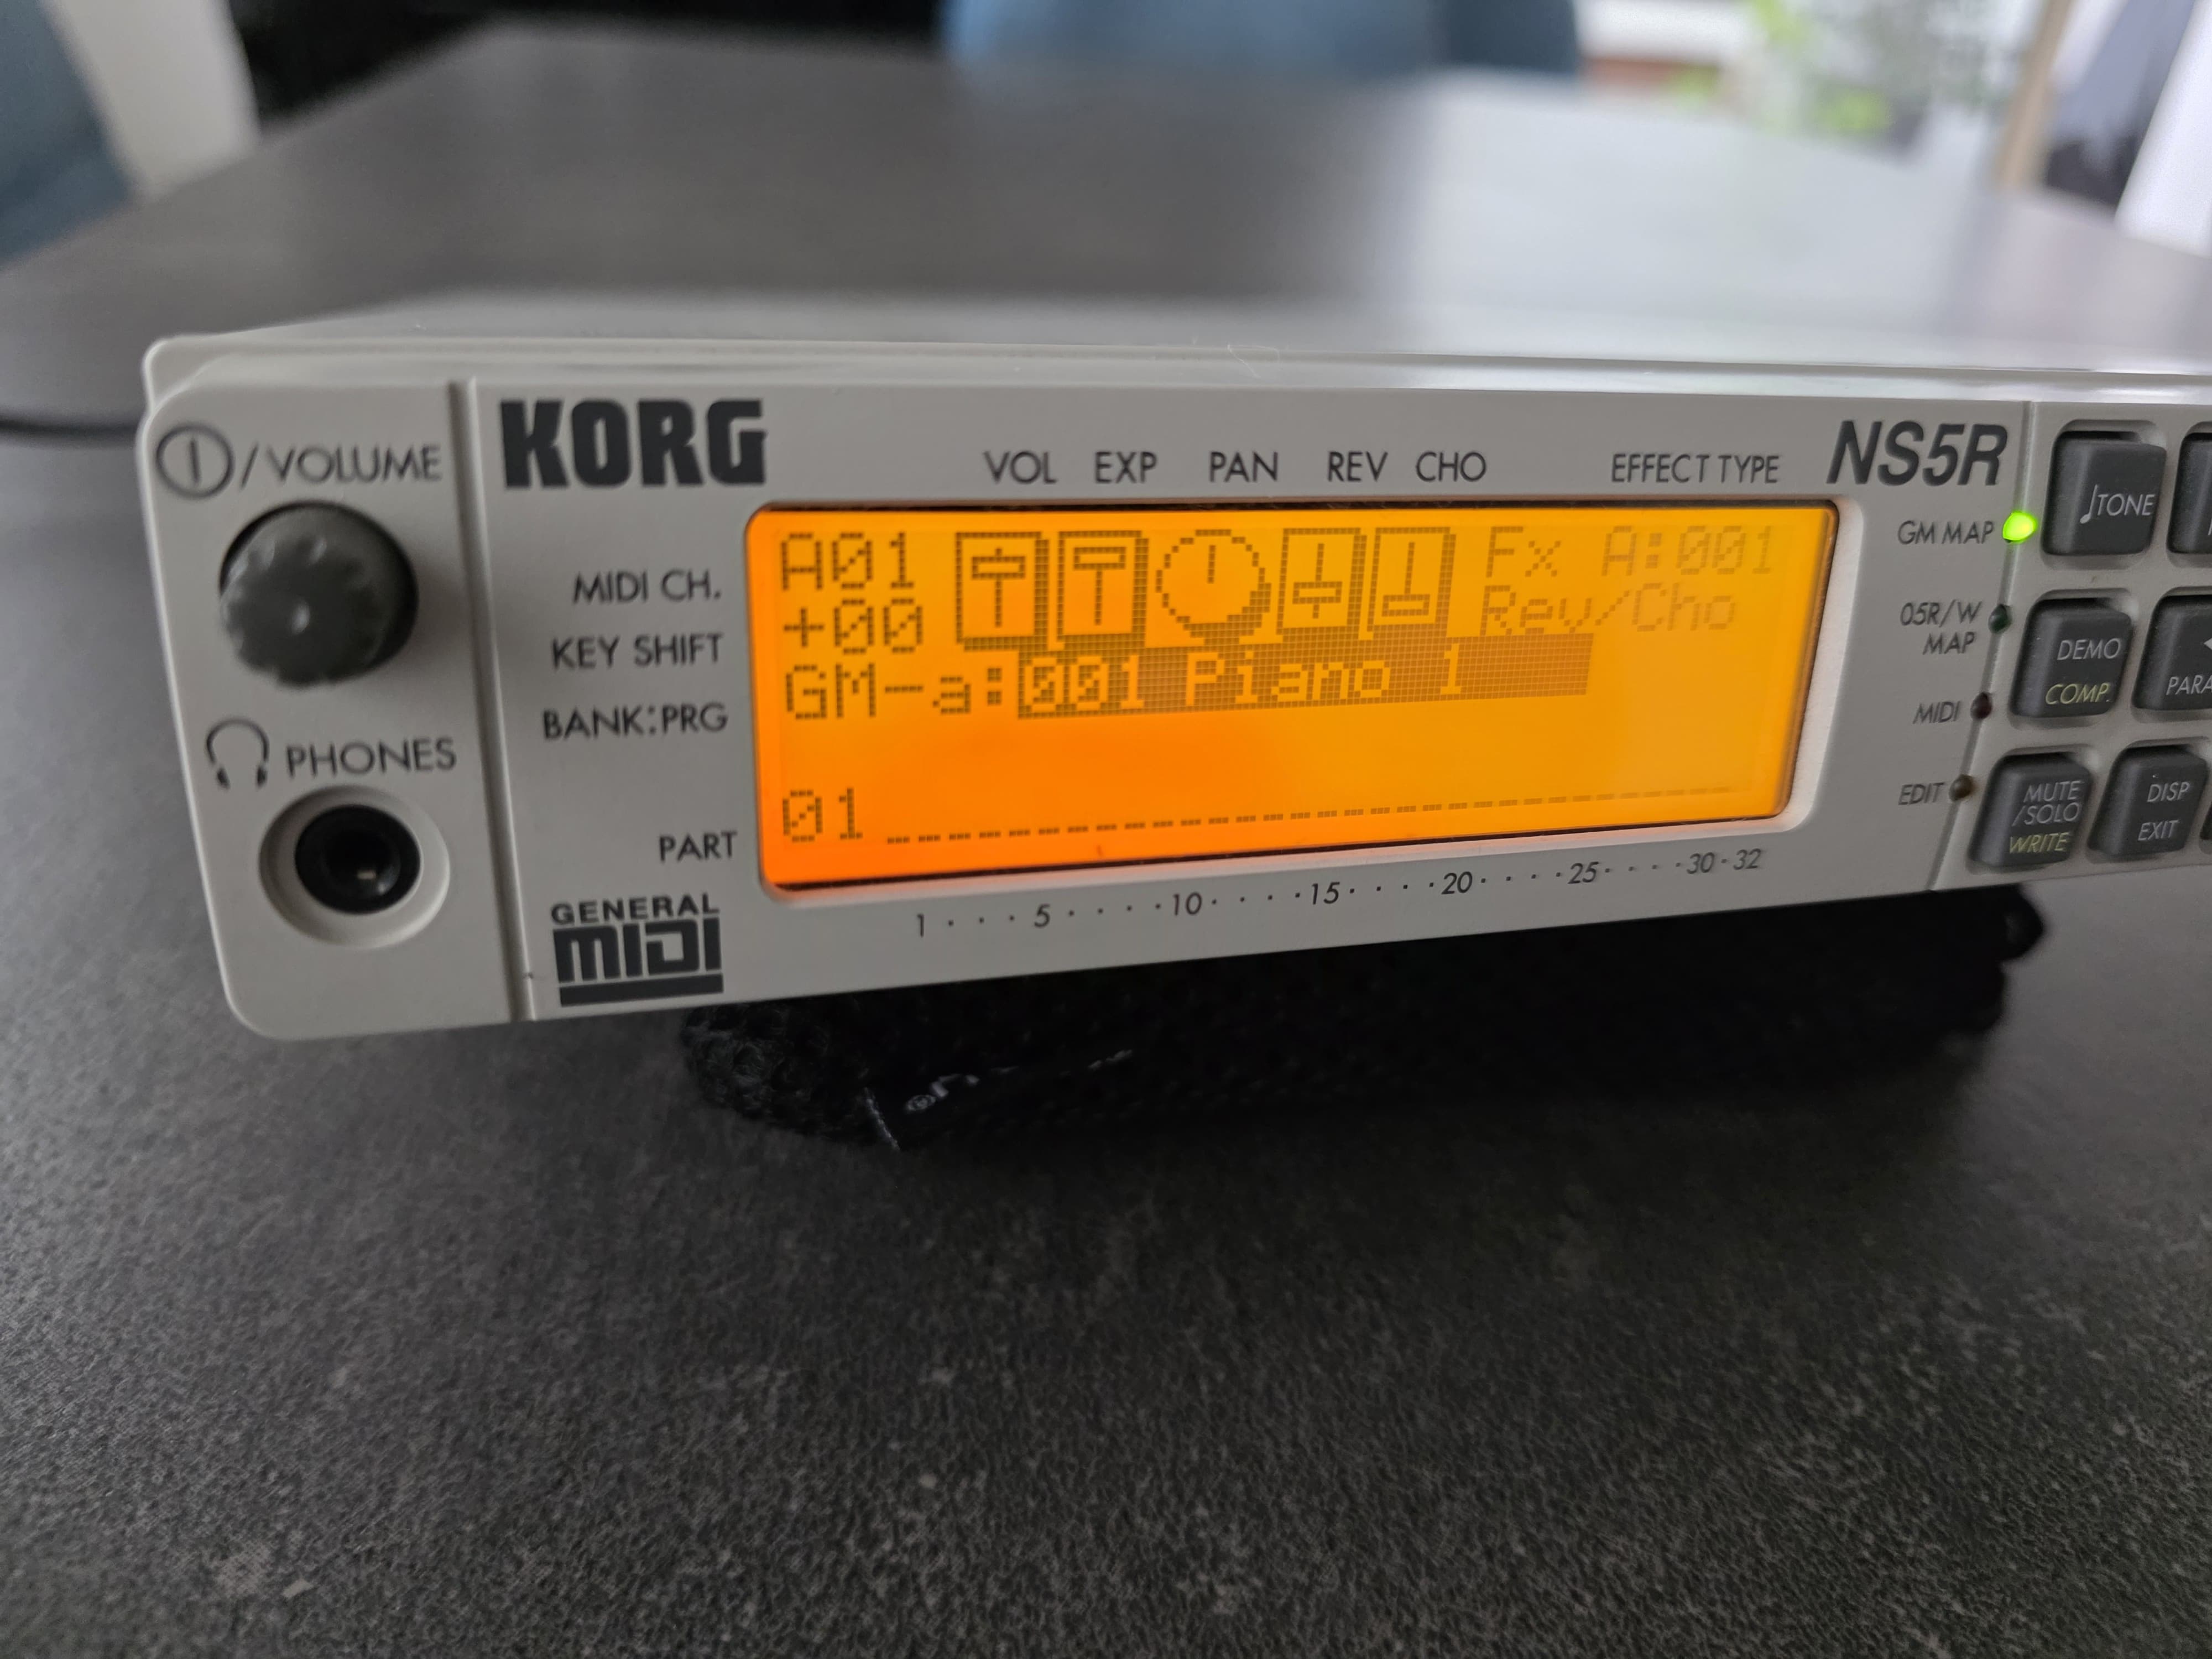 KORG
NS5R
/VOLUME
VOL EXP PAN REV CHO EFFECT TYPE
MIDI CH.
KEY SHIFT
BANK:PRG
PART
PHONES
GENERAL
MIDI
A01 Fx A:001
+00 Rev/Cho
GM-a:001 Piano 1
01
1 · · · 5 · · · · 10 · · · · 15 · · · · 20 · · · · 25 · · · · 30 · 32
GM MAP
05R/W
MAP
MIDI
EDIT
TONE
DEMO
COMP.
MUTE
/SOLO
WRITE
DISP
EXIT